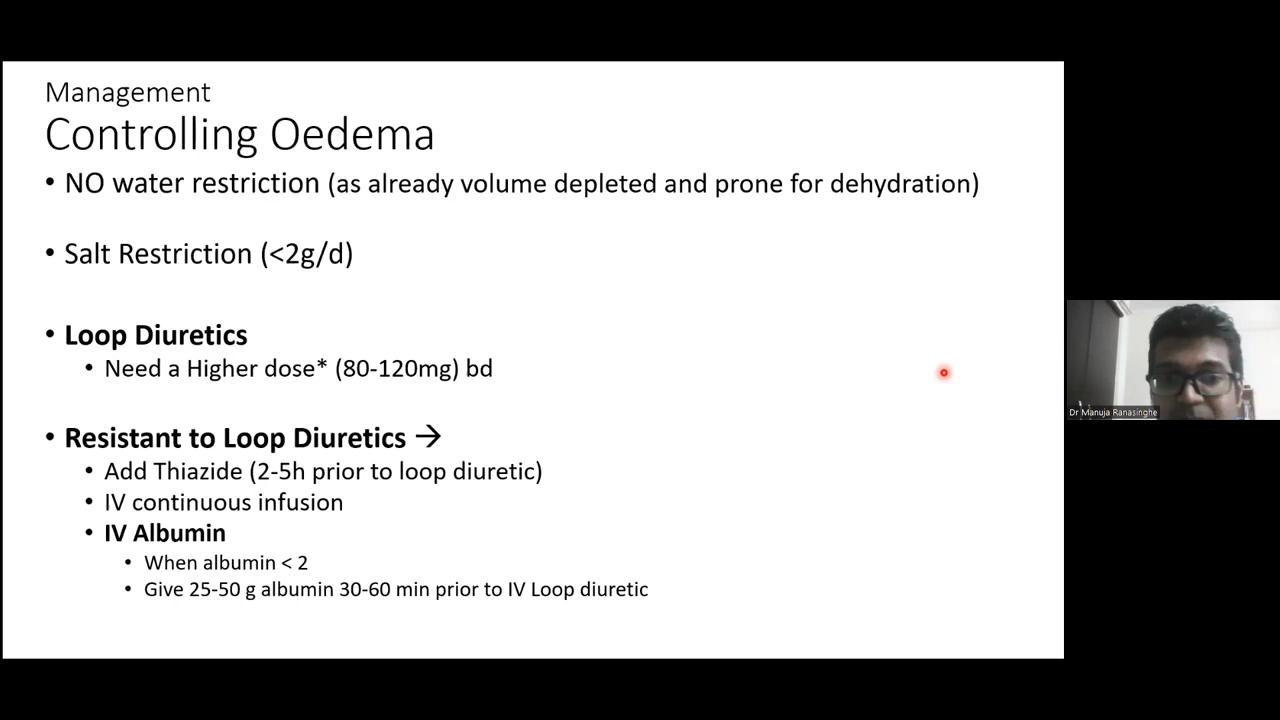 Management
Controlling Oedema
• NO water restriction (as already volume depleted and prone for dehydration)
• Salt Restriction (<2g/d)
• Loop Diuretics
• Need a Higher dose* (80-120mg) bd
• Resistant to Loop Diuretics →
• Add Thiazide (2-5h prior to loop diuretic)
• IV continuous infusion
• IV Albumin
• When albumin < 2
• Give 25-50 g albumin 30-60 min prior to IV Loop diuretic
Dr Manuja Ranasinghe